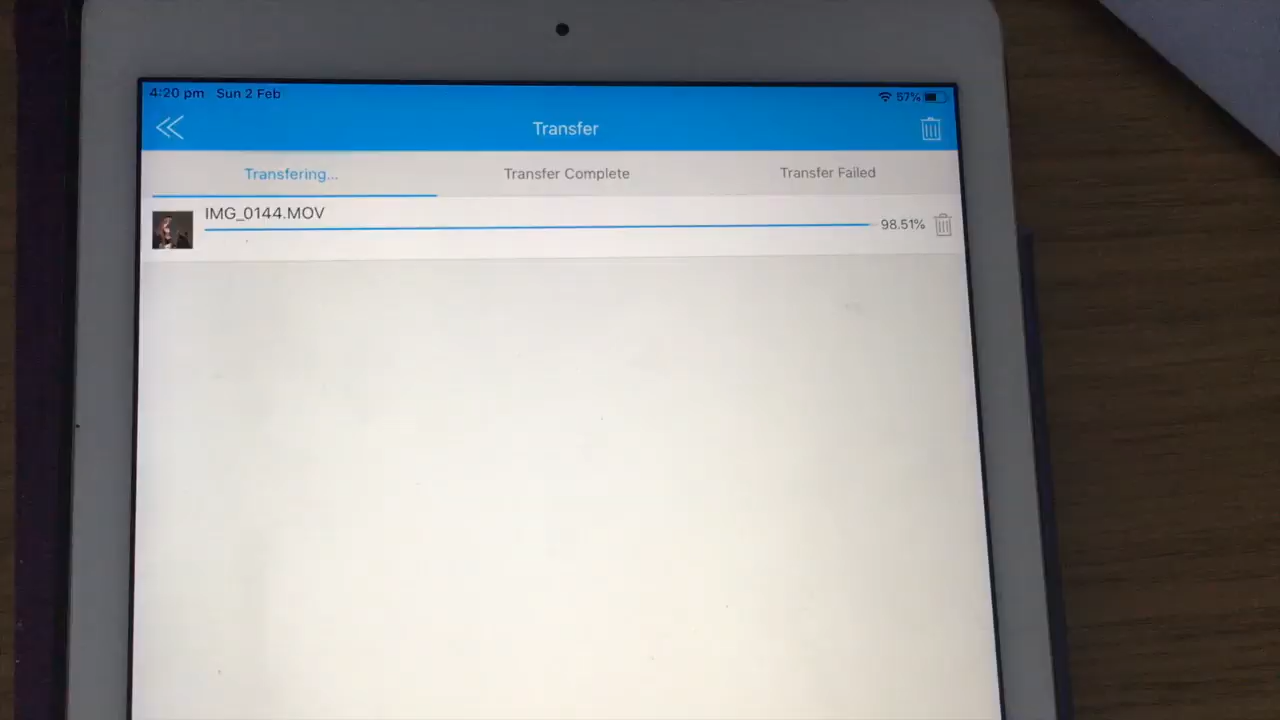 4:20 pm Sun 2 Feb 57%
Transfer
Transfering... Transfer Complete Transfer Failed
IMG_0144.MOV
98.51%